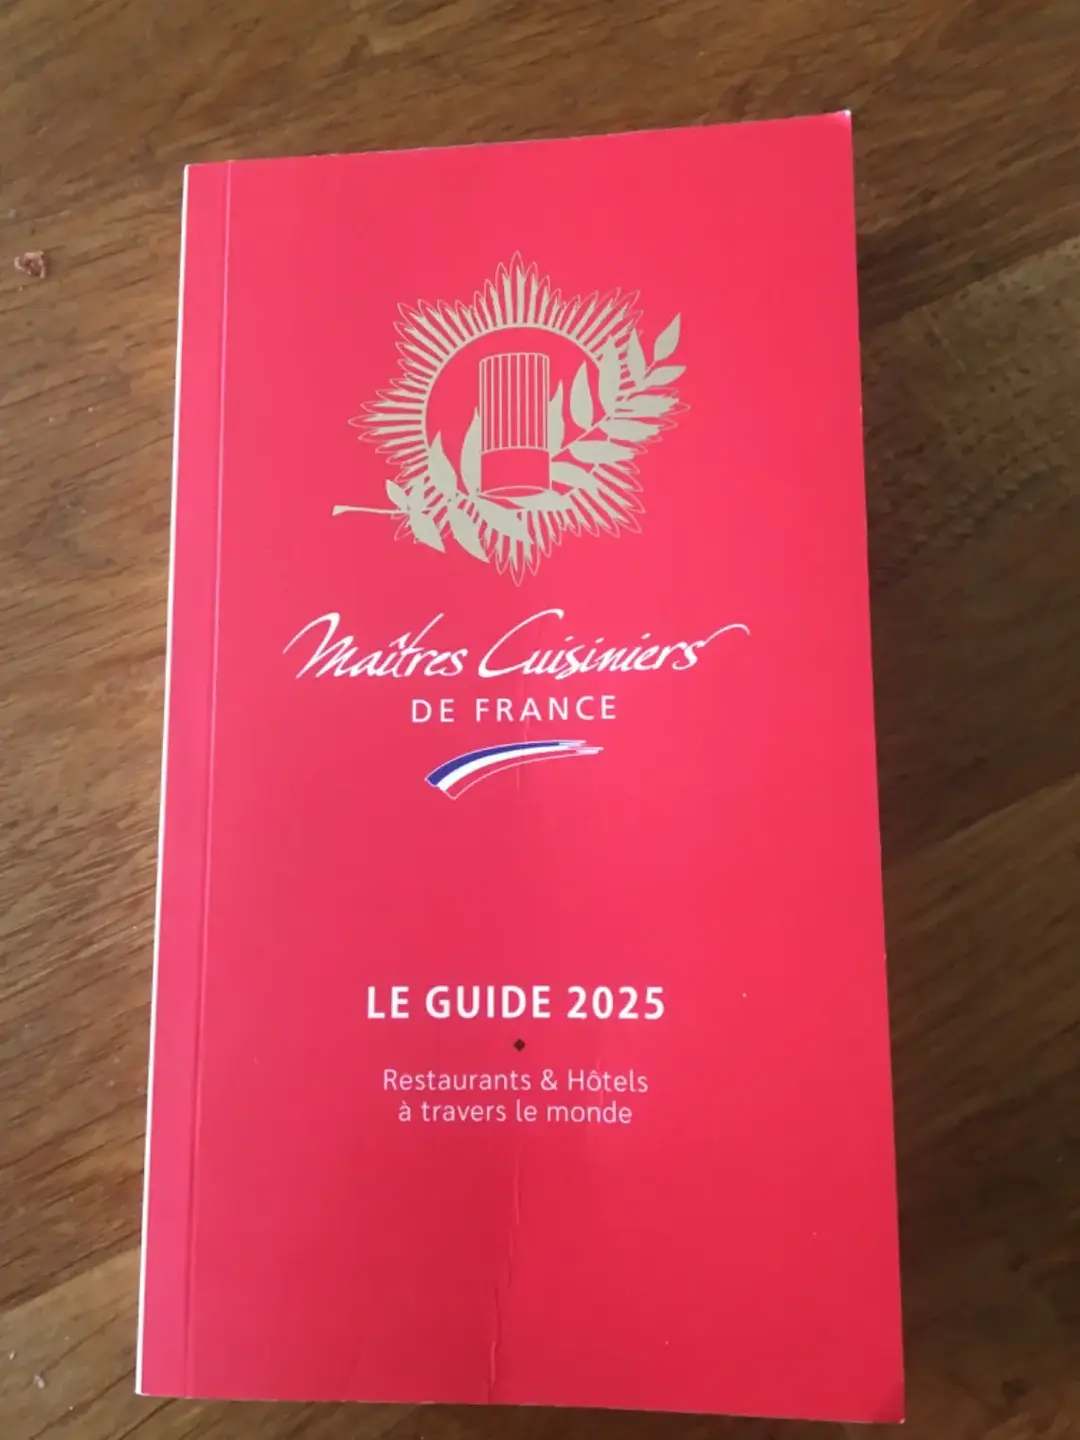 Maîtres Cuisiniers
DE FRANCE
LE GUIDE 2025
Restaurants & Hôtels
à travers le monde